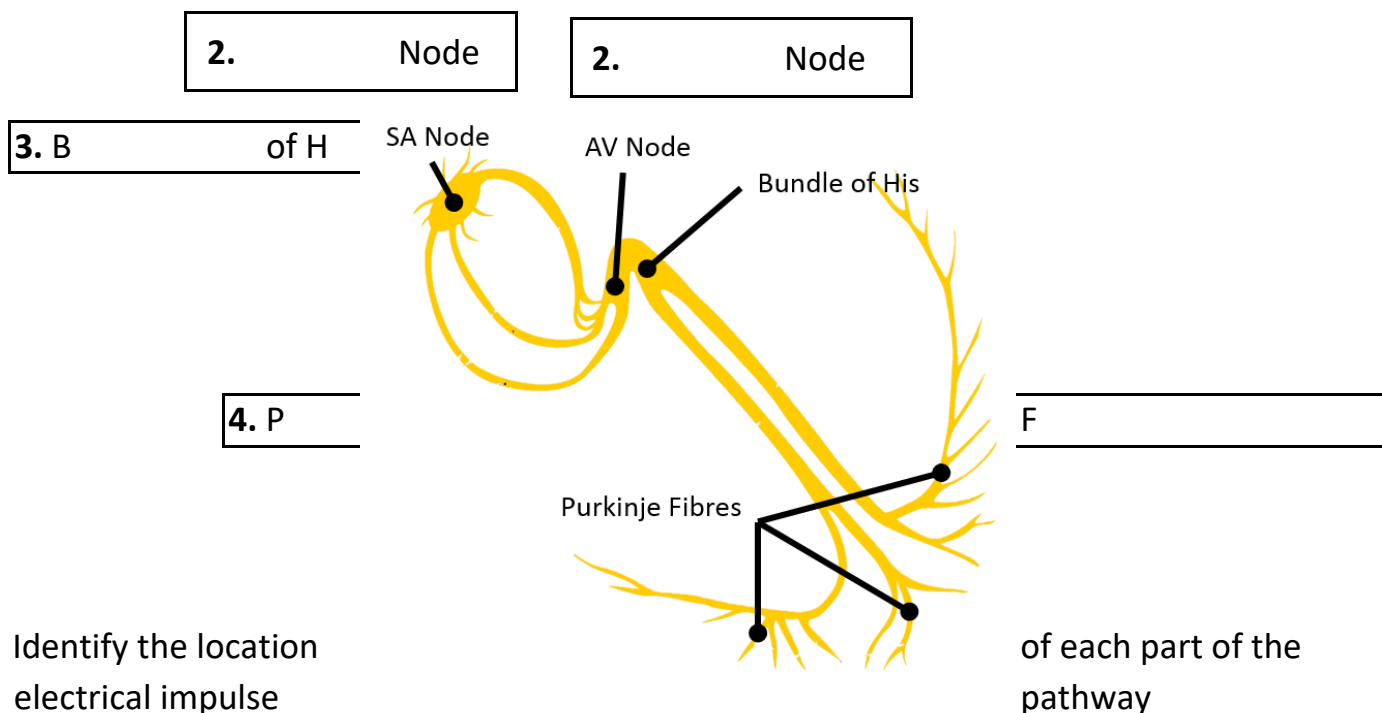 2. Node
2. Node
3. B of H
SA Node
AV Node
Bundle of His
4. P
F
Purkinje Fibres
Identify the location of each part of the
electrical impulse pathway